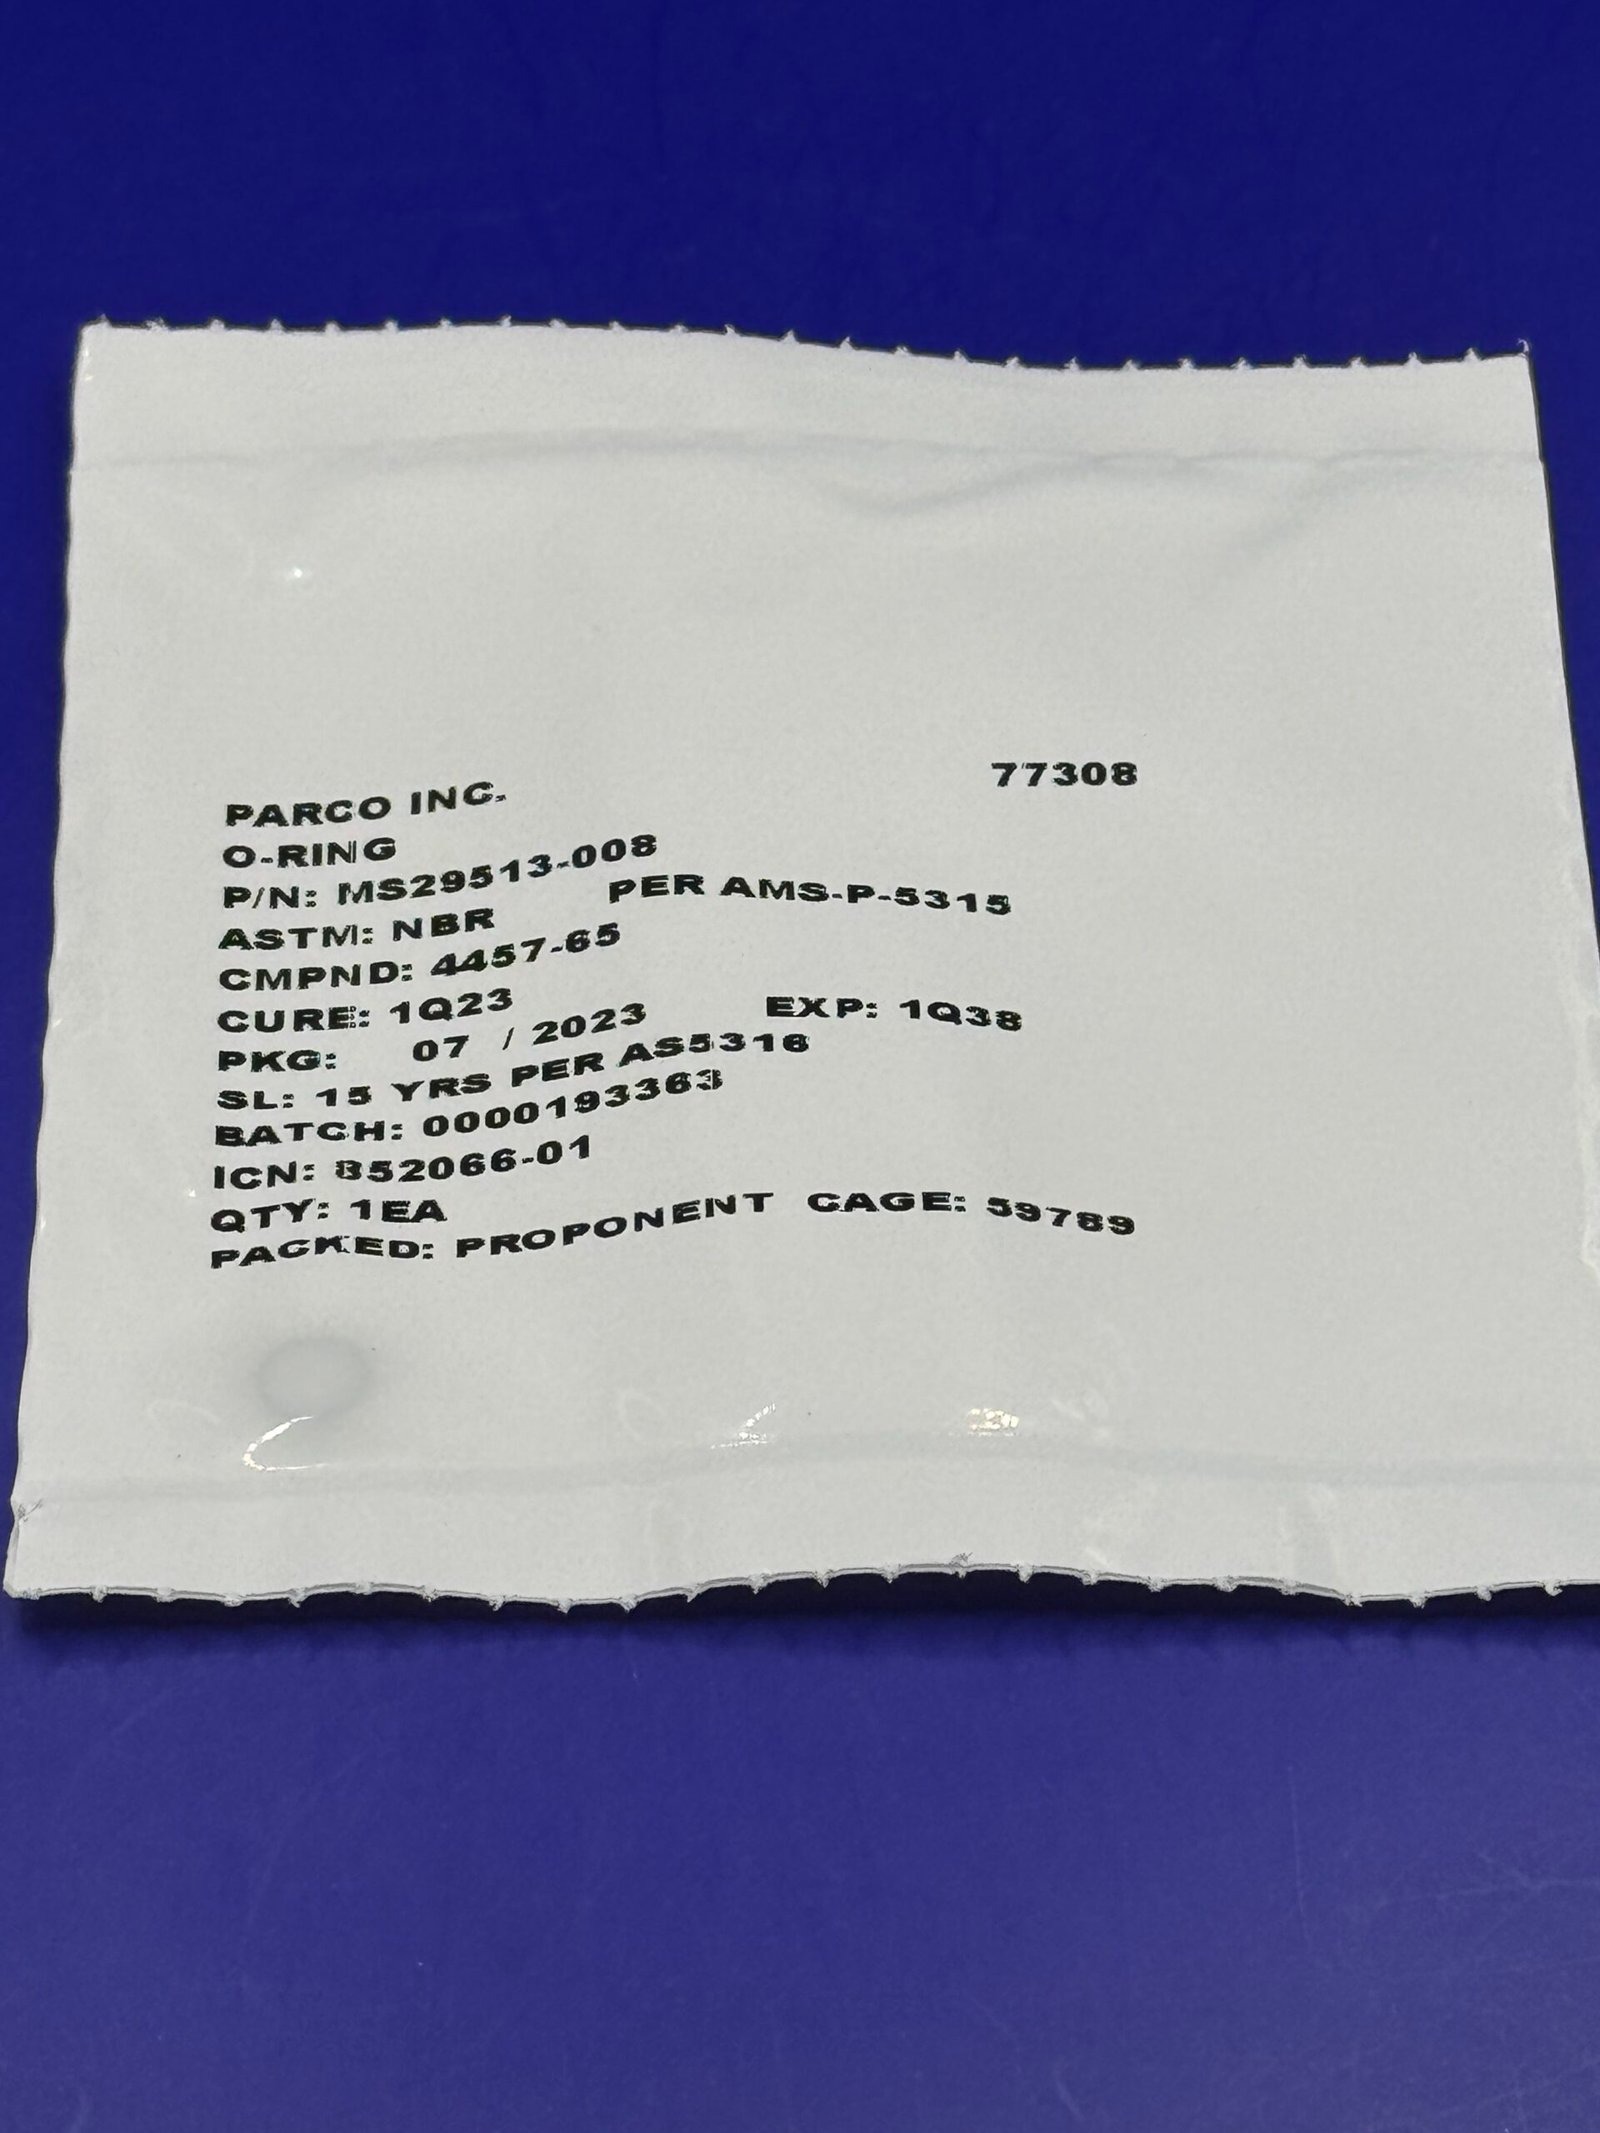 77308
PARCO INC.
O-RING
P/N: MS29513-008
ASTM: NBR PER AMS-P-5315
CMPND: 4457-65
CURE: 1Q23 EXP: 1Q38
PKG: 07 / 2023
SL: 15 YRS PER AS5316
BATCH: 0000193363
ICN: 852066-01
QTY: 1EA
PACKED: PROPONENT CAGE: 59789